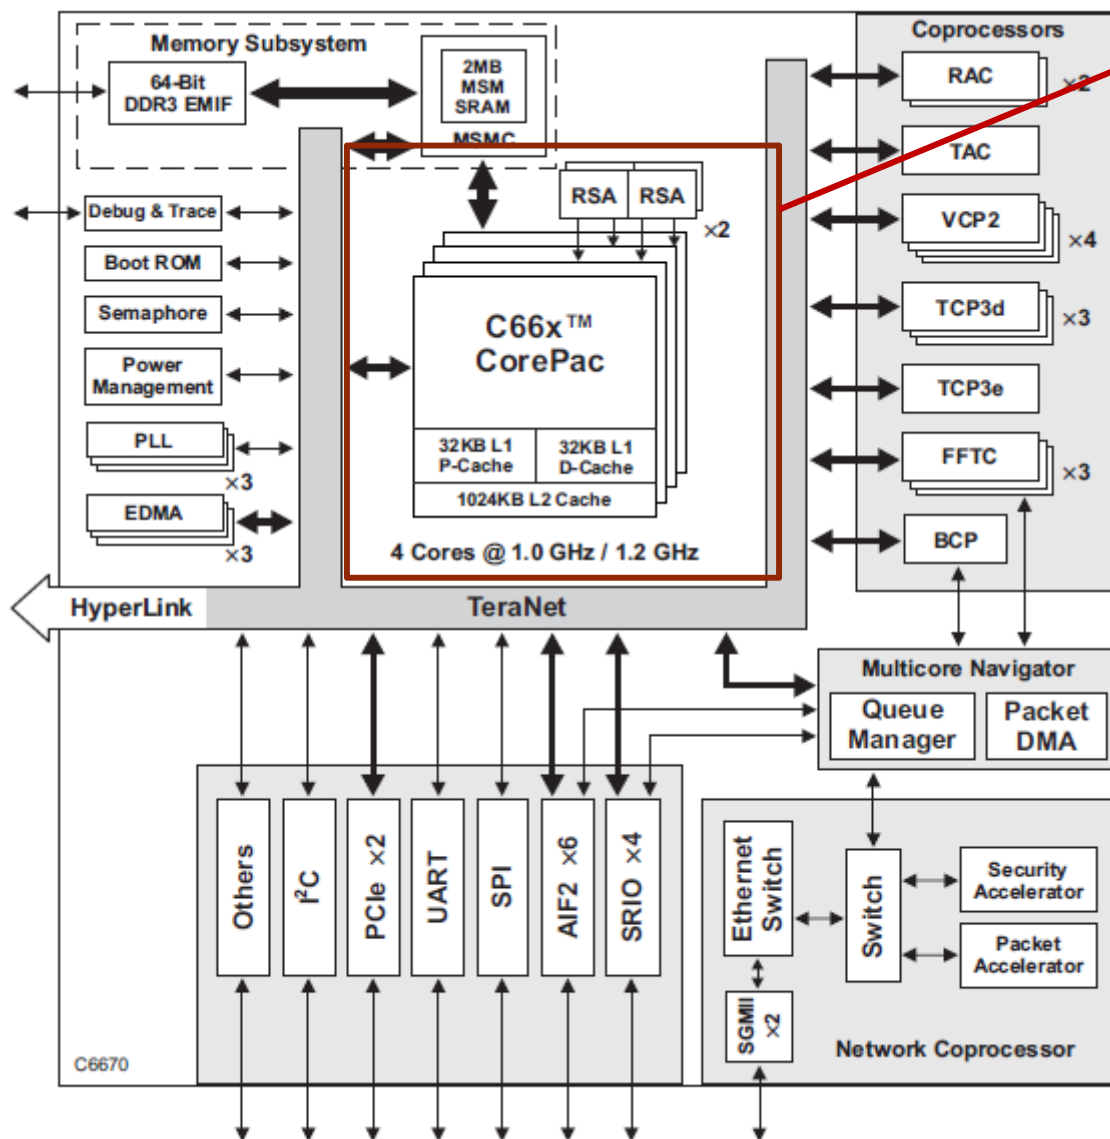 Memory Subsystem
64-Bit
DDR3 EMIF
2MB
MSM
SRAM
MSMC
Debug & Trace
Boot ROM
Semaphore
Power
Management
PLL
×3
EDMA
×3
RSA
RSA
×2
C66x™
CorePac
32KB L1
P-Cache
32KB L1
D-Cache
1024KB L2 Cache
4 Cores @ 1.0 GHz / 1.2 GHz
HyperLink
TeraNet
Coprocessors
RAC
×2
TAC
VCP2
×4
TCP3d
×3
TCP3e
FFTC
×3
BCP
Multicore Navigator
Queue
Manager
Packet
DMA
Others
I²C
PCIe ×2
UART
SPI
AIF2 ×6
SRIO ×4
Ethernet
Switch
Switch
Security
Accelerator
Packet
Accelerator
SGMII
×2
Network Coprocessor
C6670